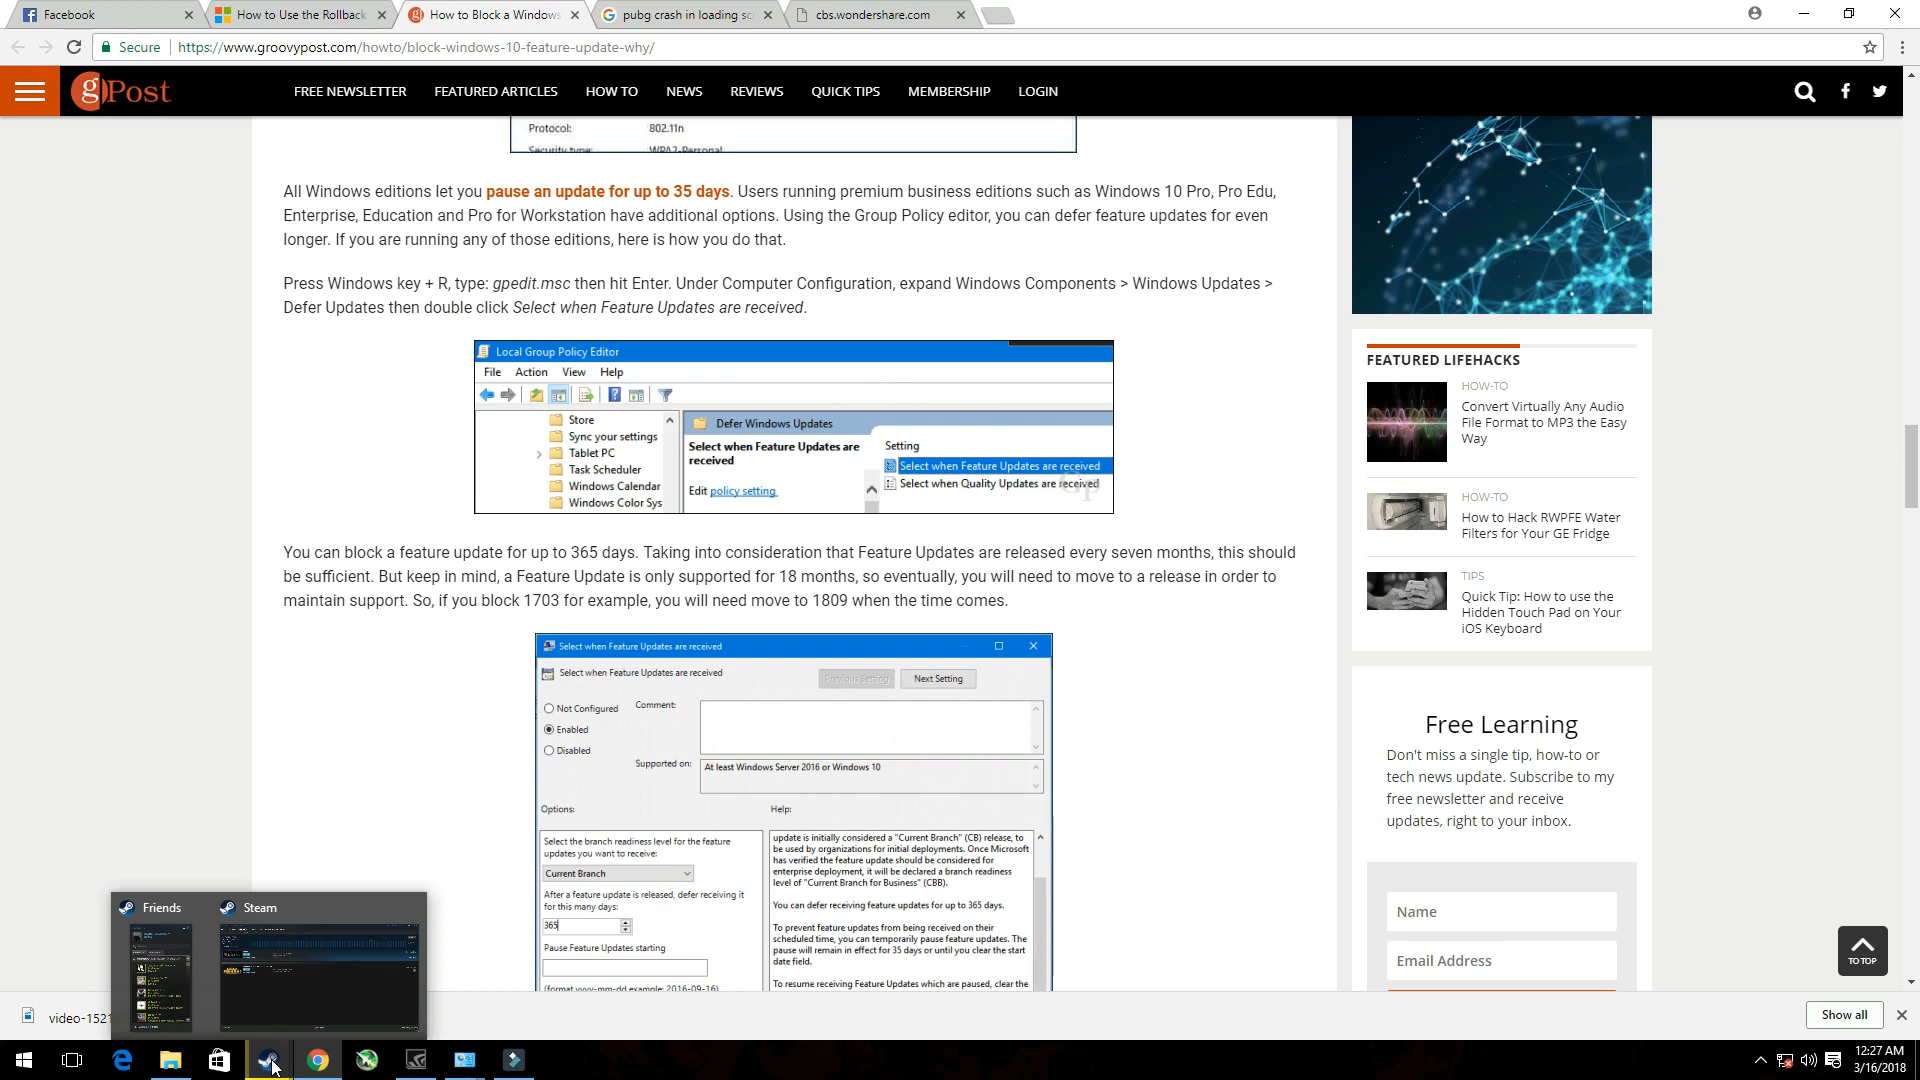 Facebook
How to Use the Rollback
How to Block a Windows
pubg crash in loading sc
cbs.wondershare.com
Secure
https://www.groovypost.com/howto/block-windows-10-feature-update-why/
gPost
FREE NEWSLETTER
FEATURED ARTICLES
HOW TO
NEWS
REVIEWS
QUICK TIPS
MEMBERSHIP
LOGIN
Protocol: 802.11n
Security type: WPA2-Personal
All Windows editions let you pause an update for up to 35 days. Users running premium business editions such as Windows 10 Pro, Pro Edu,
Enterprise, Education and Pro for Workstation have additional options. Using the Group Policy editor, you can defer feature updates for even
longer. If you are running any of those editions, here is how you do that.
Press Windows key + R, type: gpedit.msc then hit Enter. Under Computer Configuration, expand Windows Components > Windows Updates >
Defer Updates then double click Select when Feature Updates are received.
Local Group Policy Editor
File Action View Help
Store
Sync your settings
Tablet PC
Task Scheduler
Windows Calendar
Windows Color Sys
Defer Windows Updates
Select when Feature Updates are
received
Edit policy setting
Setting
Select when Feature Updates are received
Select when Quality Updates are received
Gp
You can block a feature update for up to 365 days. Taking into consideration that Feature Updates are released every seven months, this should
be sufficient. But keep in mind, a Feature Update is only supported for 18 months, so eventually, you will need to move to a release in order to
maintain support. So, if you block 1703 for example, you will need move to 1809 when the time comes.
Select when Feature Updates are received
Select when Feature Updates are received
Previous Setting
Next Setting
Not Configured
Enabled
Disabled
Comment:
Supported on:
At least Windows Server 2016 or Windows 10
Options:
Help:
Select the branch readiness level for the feature
updates you want to receive:
Current Branch
After a feature update is released, defer receiving it
for this many days:
365
Pause Feature Updates starting
(format yyyy-mm-dd example: 2016-09-16)
update is initially considered a "Current Branch" (CB) release, to
be used by organizations for initial deployments. Once Microsoft
has verified the feature update should be considered for
enterprise deployment, it will be declared a branch readiness
level of "Current Branch for Business" (CBB).
You can defer receiving feature updates for up to 365 days.
To prevent feature updates from being received on their
scheduled time, you can temporarily pause feature updates. The
pause will remain in effect for 35 days or until you clear the start
date field.
To resume receiving Feature Updates which are paused, clear the
FEATURED LIFEHACKS
HOW-TO
Convert Virtually Any Audio
File Format to MP3 the Easy
Way
HOW-TO
How to Hack RWPFE Water
Filters for Your GE Fridge
TIPS
Quick Tip: How to use the
Hidden Touch Pad on Your
iOS Keyboard
Free Learning
Don't miss a single tip, how-to or
tech news update. Subscribe to my
free newsletter and receive
updates, right to your inbox.
Name
Email Address
TO TOP
Friends
Steam
video-1521
Show all
12:27 AM
3/16/2018